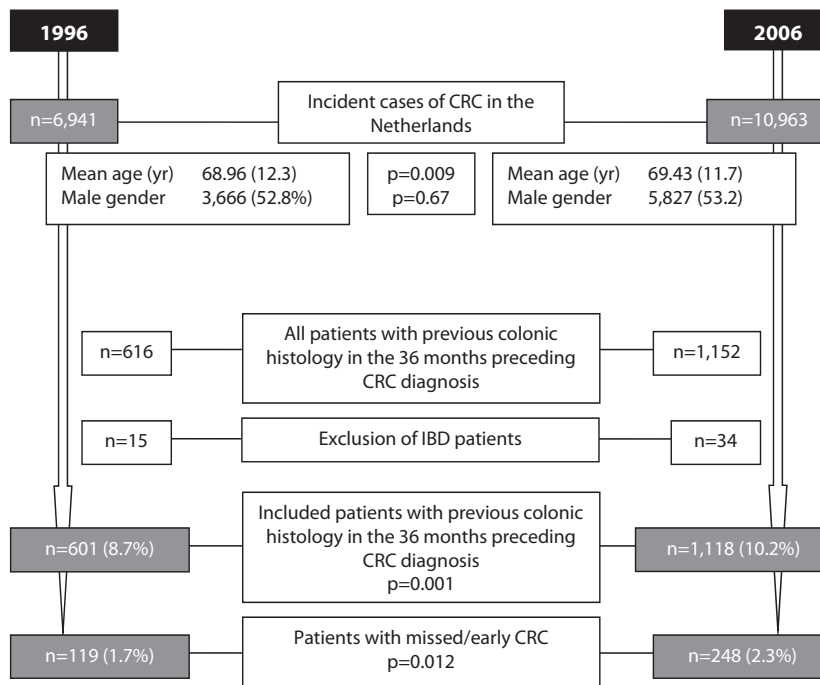 1996
2006
n=6,941
Incident cases of CRC in the
Netherlands
n=10,963
Mean age (yr) 68.96 (12.3)
Male gender 3,666 (52.8%)
p=0.009
p=0.67
Mean age (yr) 69.43 (11.7)
Male gender 5,827 (53.2)
n=616
All patients with previous colonic
histology in the 36 months preceding
CRC diagnosis
n=1,152
n=15
Exclusion of IBD patients
n=34
n=601 (8.7%)
Included patients with previous colonic
histology in the 36 months preceding
CRC diagnosis
p=0.001
n=1,118 (10.2%)
n=119 (1.7%)
Patients with missed/early CRC
p=0.012
n=248 (2.3%)